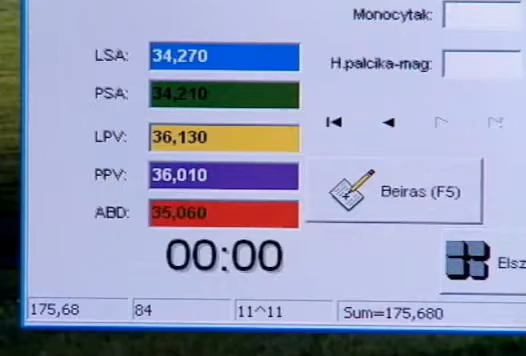 Monocytak:
LSA: 34,270
H.palcika-mag:
PSA: 34,210
LPV: 36,130
PPV: 36,010
Beiras (F5)
ABD: 35,060
00:00
Elsz
175,68 84 11^11 Sum=175,680